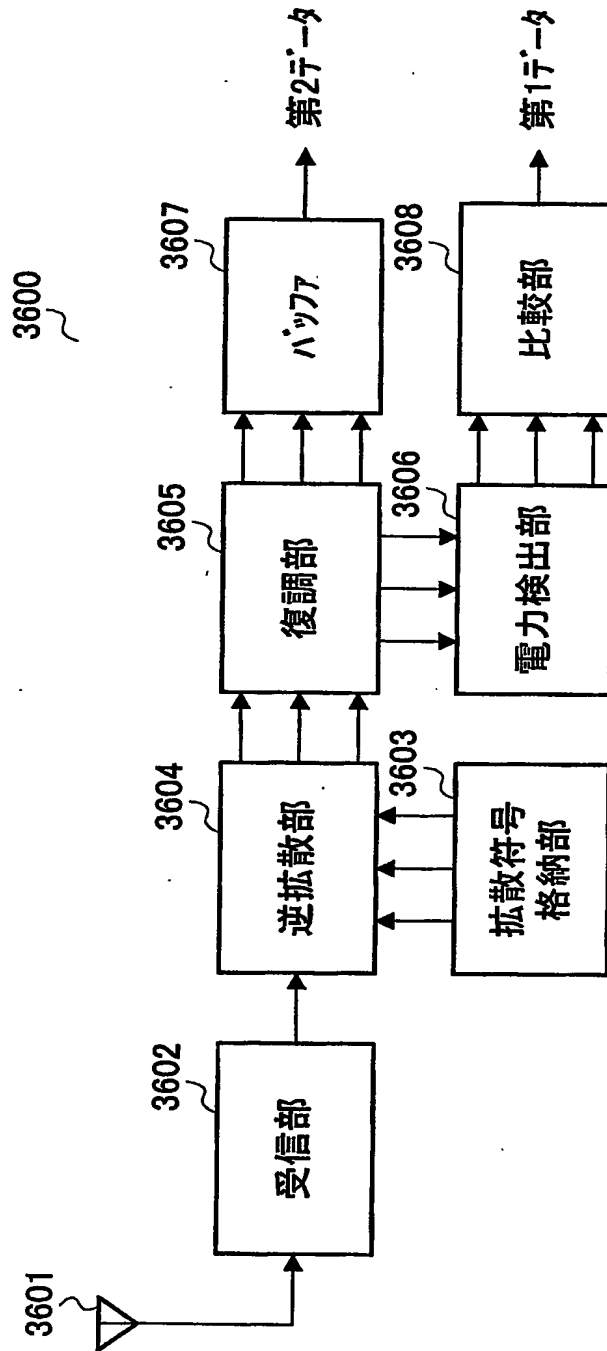 3600
3601
3602
受信部
3604
逆拡散部
3603
拡散符号
格納部
3605
復調部
3606
電力検出部
3607
バッファ
第2データ
3608
比較部
第1データ